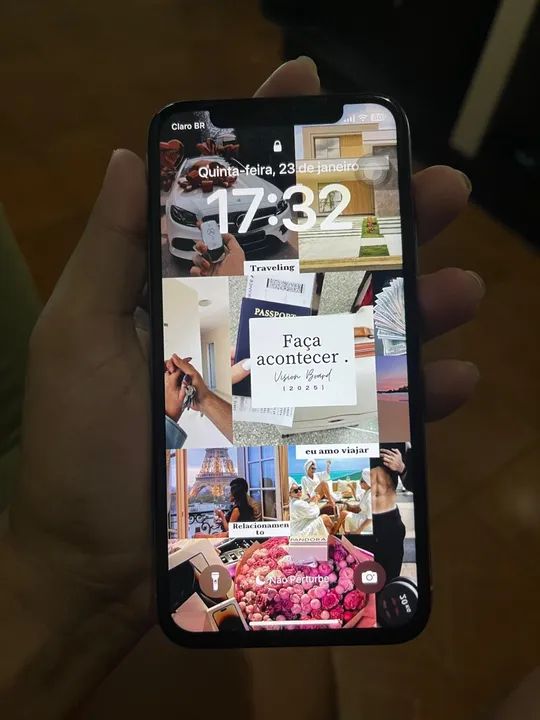 Claro BR
Quinta-feira, 23 de janeiro
17:32
Traveling
PASSPORT
Faça
acontecer .
Vision Board
[2025]
eu amo viajar
Relacionamen
to
PANDORA
Não Perturbe